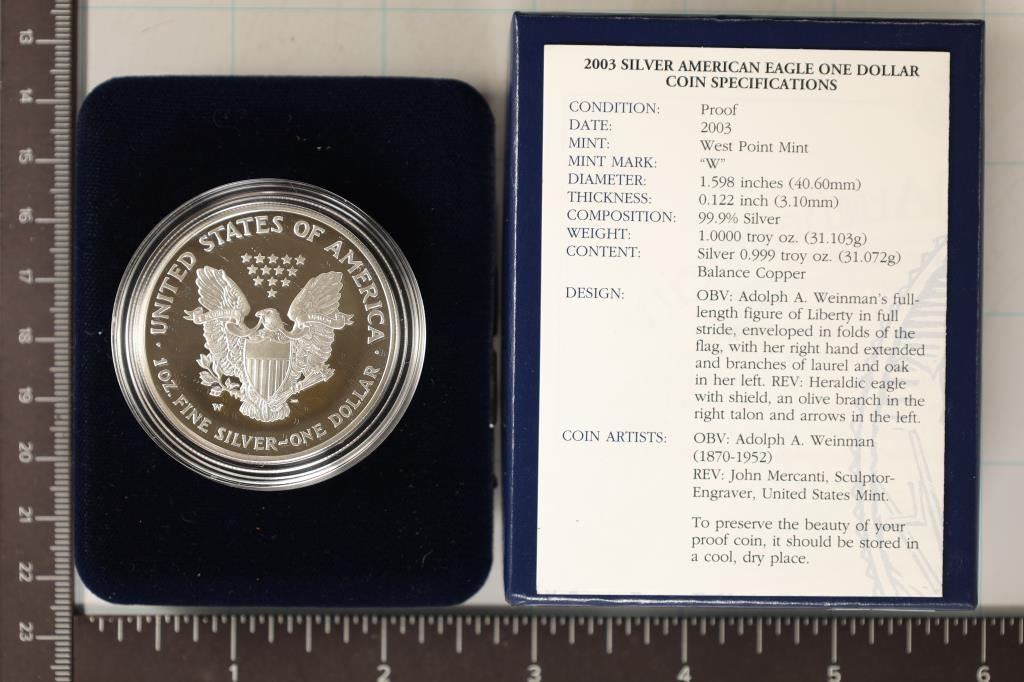 2003 SILVER AMERICAN EAGLE ONE DOLLAR
COIN SPECIFICATIONS
CONDITION: Proof
DATE: 2003
MINT: West Point Mint
MINT MARK: "W"
DIAMETER: 1.598 inches (40.60mm)
THICKNESS: 0.122 inch (3.10mm)
COMPOSITION: 99.9% Silver
WEIGHT: 1.0000 troy oz. (31.103g)
CONTENT: Silver 0.999 troy oz. (31.072g)
Balance Copper
DESIGN: OBV: Adolph A. Weinman's full-
length figure of Liberty in full
stride, enveloped in folds of the
flag, with her right hand extended
and branches of laurel and oak
in her left. REV: Heraldic eagle
with shield, an olive branch in the
right talon and arrows in the left.
COIN ARTISTS: OBV: Adolph A. Weinman
(1870-1952)
REV: John Mercanti, Sculptor-
Engraver, United States Mint.
To preserve the beauty of your
proof coin, it should be stored in
a cool, dry place.
UNITED STATES OF AMERICA
1 OZ. FINE SILVER~ONE DOLLAR
W
13
14
15
16
17
18
19
20
21
22
23
1 2 3 4 5 6